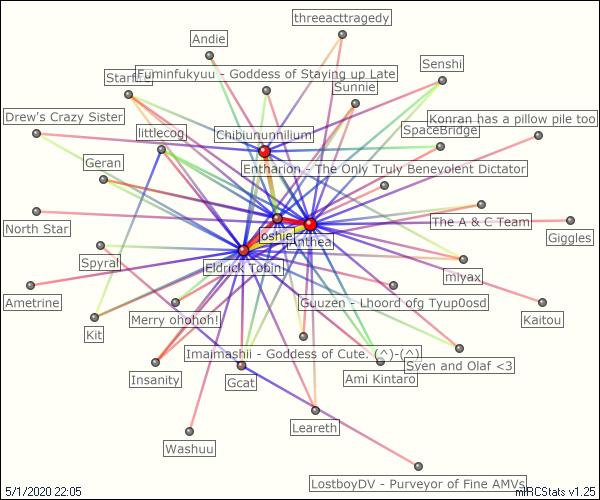 threeacttragedy
Andie
Senshi
Starfire
Fuminfukyuu - Goddess of Staying up Late
Sunnie
Drew's Crazy Sister
Konran has a pillow pile too
littlecog
Chibiunumilium
SpaceBridge
Geran
Entharion - The Only Truly Benevolent Dictator
North Star
Joshie
Anthea
The A & C Team
Giggles
Spyral
Eldrick Tobin
miyax
Ametrine
Guuzen - Lhoord ofg Tyup0osd
Kaitou
Kit
Merry ohohoh!
Imaimashii - Goddess of Cute. (^)-(^)
Sven and Olaf <3
Insanity
Gcat
Ami Kintaro
Leareth
Washuu
LostboyDV - Purveyor of Fine AMVs
5/1/2020 22:05
mIRCStats v1.25